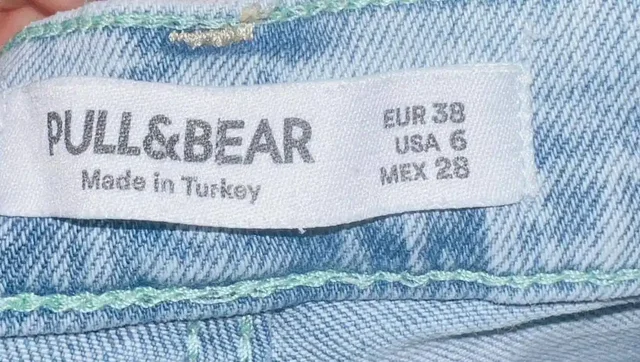 PULL&BEAR
Made in Turkey
EUR 38
USA 6
MEX 28